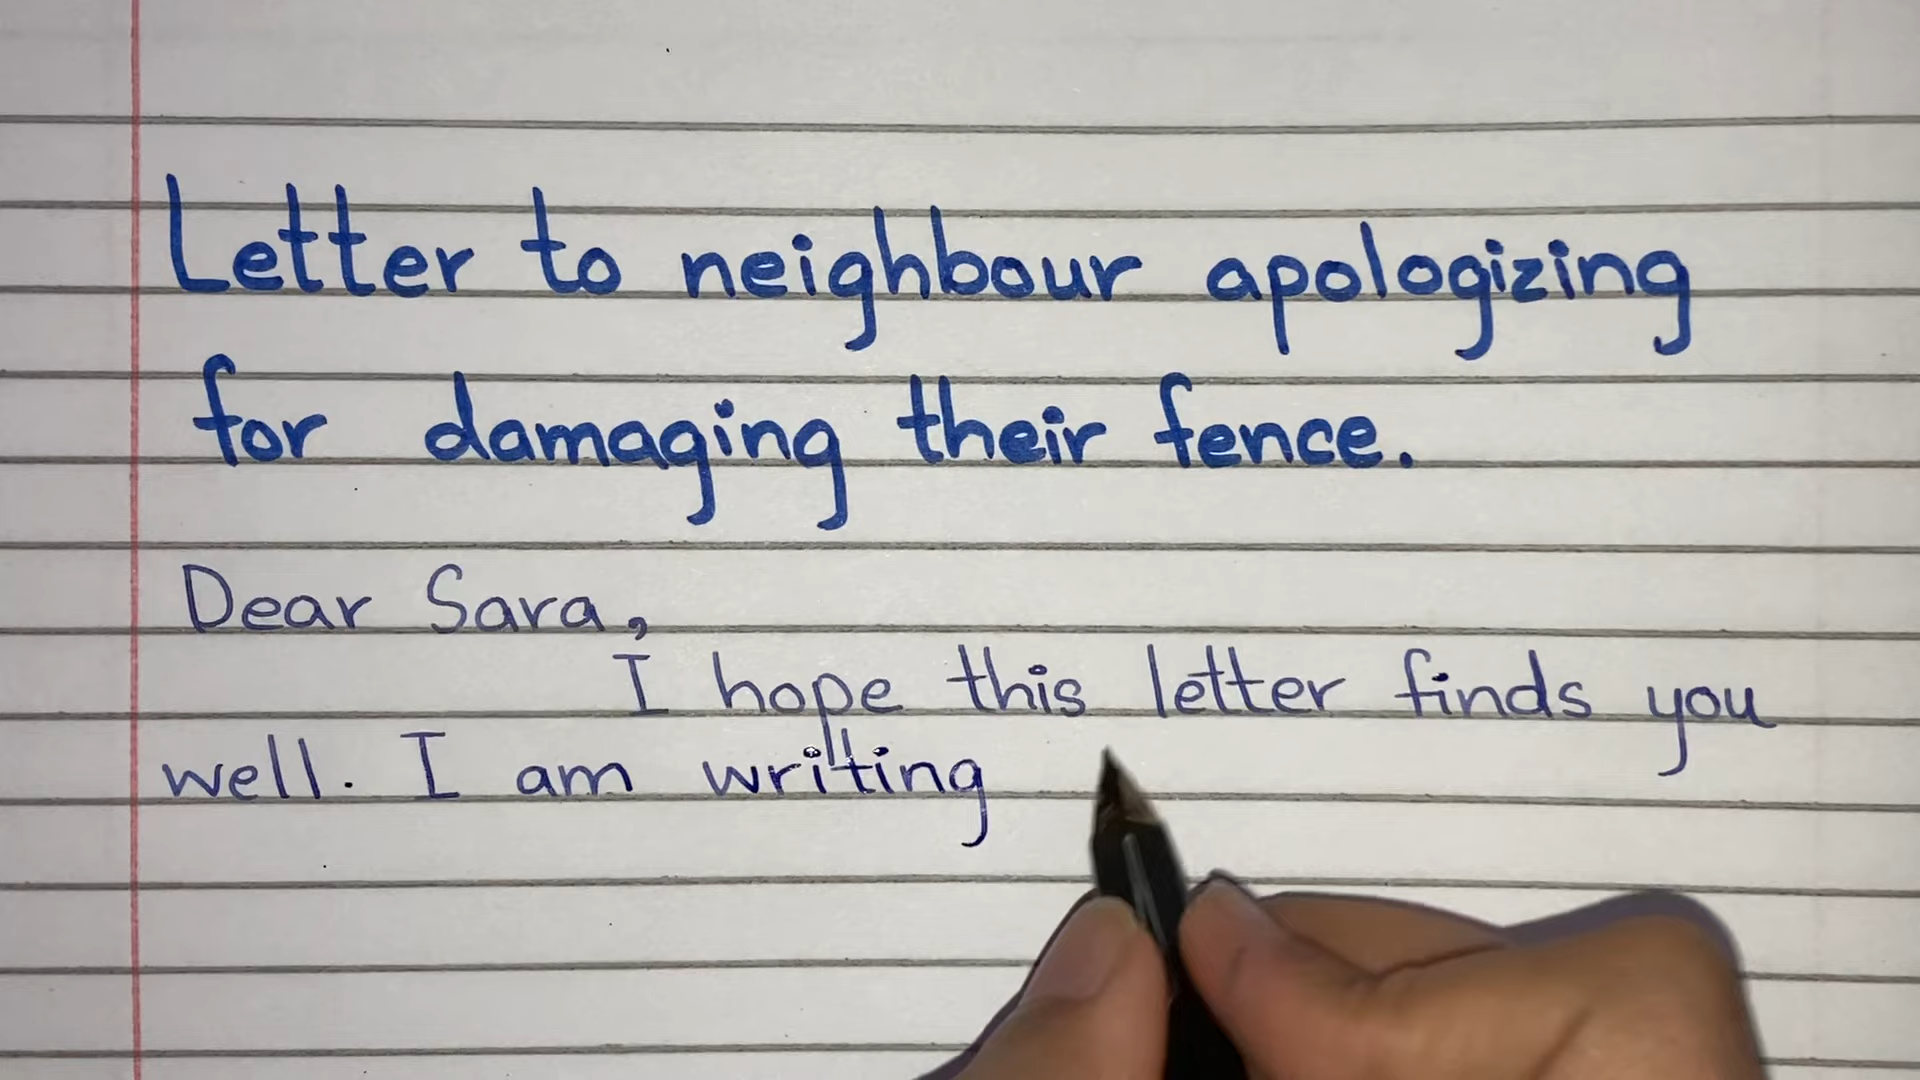 Letter to neighbour apologizing
for damaging their fence.
Dear Sara,
I hope this letter finds you
well. I am writing